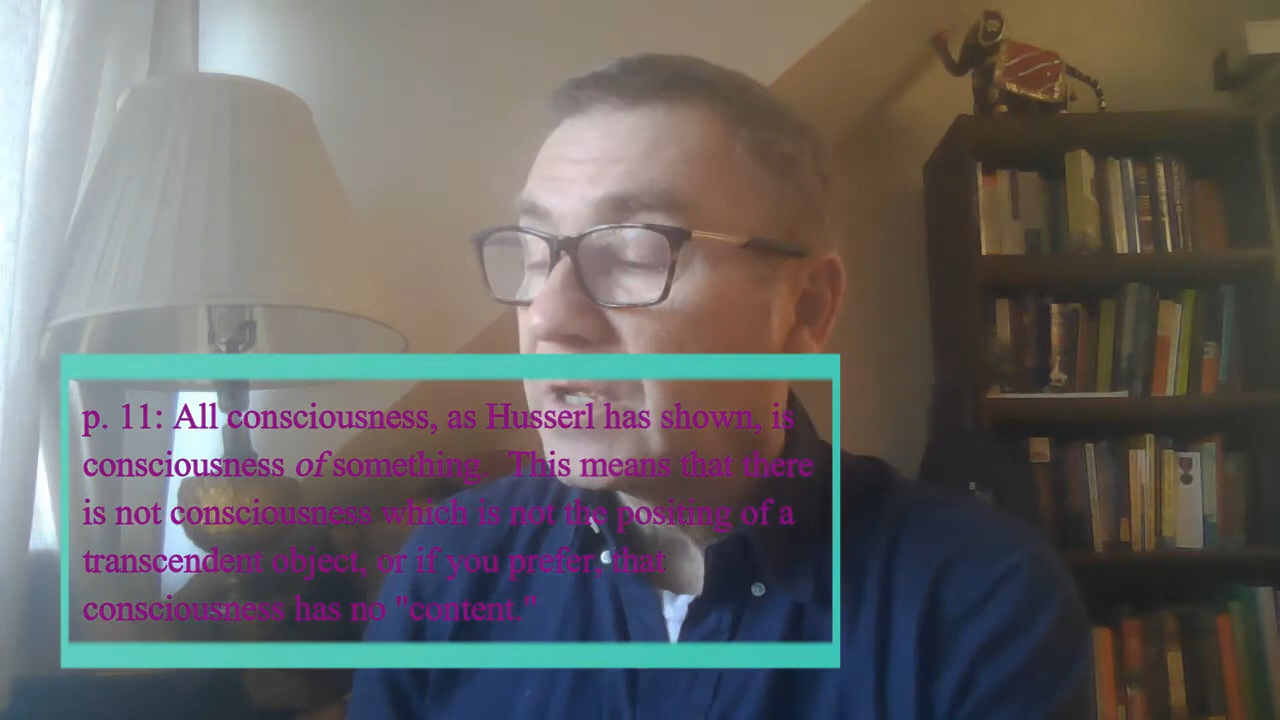 p. 11: All consciousness, as Husserl has shown, is
consciousness of something. This means that there
is not consciousness which is not the positing of a
transcendent object, or if you prefer, that
consciousness has no "content."